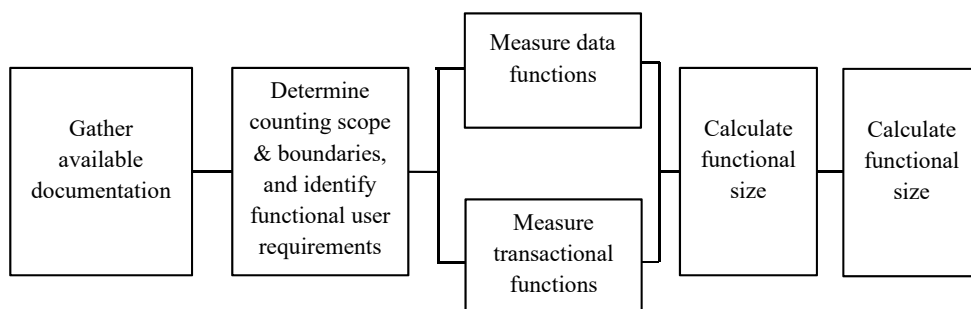 Gather
available
documentation
Determine
counting scope
& boundaries,
and identify
functional user
requirements
Measure data
functions
Measure
transactional
functions
Calculate
functional
size
Calculate
functional
size